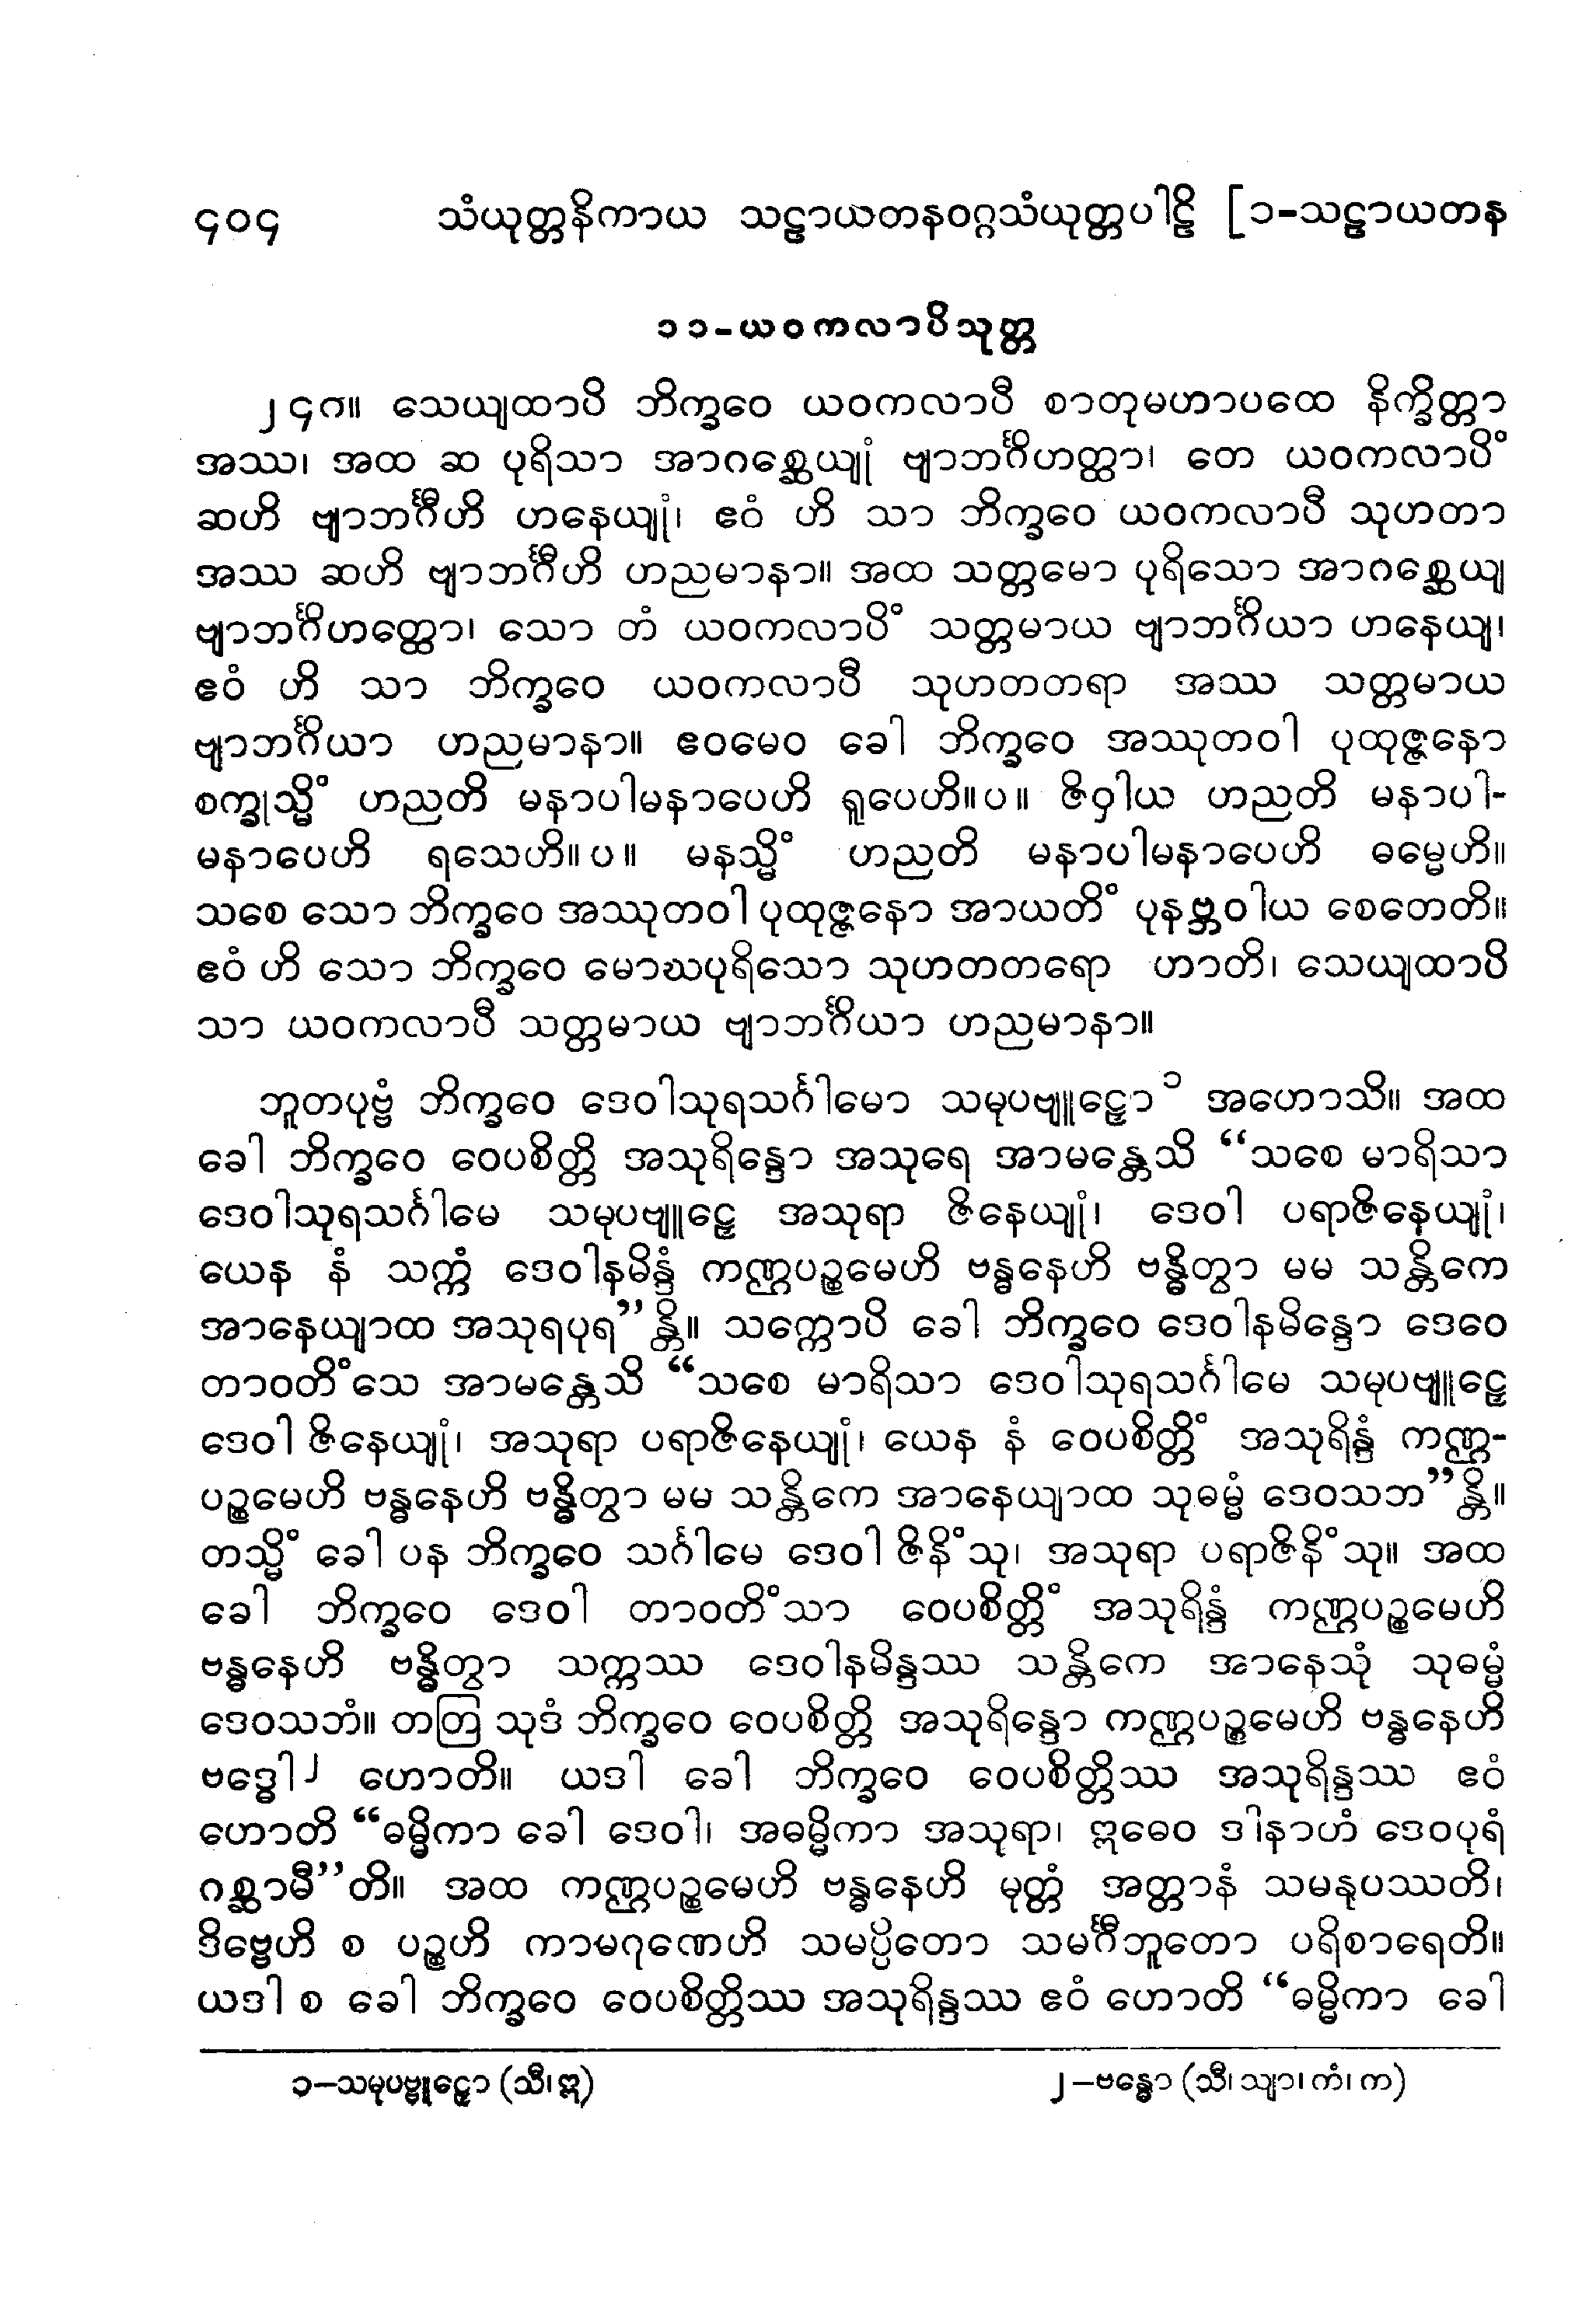 ၄၀၄ သံယုတ္တနိကာယ သဠာယတနဝဂ္ဂသံယုတ္တပါဠိ [၁-သဠာယတန
၁၁-ယဝကလာပိသုတ္တ
၂၄၈။ သေယျထာပိ ဘိက္ခဝေ ယဝကလာပီ စာတုမဟာပထေ နိက္ခိတ္တာ
အဿ၊ အထ ဆ ပုရိသာ အာဂစ္ဆေယျုံ ဗျာဘင်္ဂိဟတ္ထာ၊ တေ ယဝကလာပိံ
ဆဟိ ဗျာဘင်္ဂီဟိ ဟနေယျုံ၊ ဧဝံ ဟိ သာ ဘိက္ခဝေ ယဝကလာပီ သုဟတာ
အဿ ဆဟိ ဗျာဘင်္ဂီဟိ ဟညမာနာ။ အထ သတ္တမော ပုရိသော အာဂစ္ဆေယျ
ဗျာဘင်္ဂိဟတ္ထော၊ သော တံ ယဝကလာပိံ သတ္တမာယ ဗျာဘင်္ဂိယာ ဟနေယျ၊
ဧဝံ ဟိ သာ ဘိက္ခဝေ ယဝကလာပီ သုဟတတရာ အဿ သတ္တမာယ
ဗျာဘင်္ဂိယာ ဟညမာနာ။ ဧဝမေဝ ခေါ ဘိက္ခဝေ အဿုတဝါ ပုထုဇ္ဇနော
စက္ခုသ္မိံ ဟညတိ မနာပါမနာပေဟိ ရူပေဟိ။ပ။ ဇိဝှါယ ဟညတိ မနာပါ-
မနာပေဟိ ရသေဟိ။ပ။ မနသ္မိံ ဟညတိ မနာပါမနာပေဟိ ဓမ္မေဟိ။
သစေ သော ဘိက္ခဝေ အဿုတဝါ ပုထုဇ္ဇနော အာယတိံ ပုနဗ္ဘဝါယ စေတေတိ။
ဧဝံ ဟိ သော ဘိက္ခဝေ မောဃပုရိသော သုဟတတရော ဟာတိ၊ သေယျထာပိ
သာ ယဝကလာပီ သတ္တမာယ ဗျာဘင်္ဂိယာ ဟညမာနာ။
ဘူတပုဗ္ဗံ ဘိက္ခဝေ ဒေဝါသုရသင်္ဂါမော သမုပဗျူဠှော၁ အဟောသိ။ အထ
ခေါ ဘိက္ခဝေ ဝေပစိတ္တိ အသုရိန္ဒော အသုရေ အာမန္တေသိ “သစေ မာရိသာ
ဒေဝါသုရသင်္ဂါမေ သမုပဗျူဠှေ အသုရာ ဇိနေယျုံ၊ ဒေဝါ ပရာဇိနေယျုံ၊
ယေန နံ သက္ကံ ဒေဝါနမိန္ဒံ ကဏ္ဌပဉ္စမေဟိ ဗန္ဓနေဟိ ဗန္ဓိတွာ မမ သန္တိကေ
အာနေယျာထ အသုရပုရ”န္တိ။ သက္ကောပိ ခေါ ဘိက္ခဝေ ဒေဝါနမိန္ဒော ဒေဝေ
တာဝတိံသေ အာမန္တေသိ “သစေ မာရိသာ ဒေဝါသုရသင်္ဂါမေ သမုပဗျူဠှေ
ဒေဝါ ဇိနေယျုံ၊ အသုရာ ပရာဇိနေယျုံ၊ ယေန နံ ဝေပစိတ္တိံ အသုရိန္ဒံ ကဏ္ဌ-
ပဉ္စမေဟိ ဗန္ဓနေဟိ ဗန္ဓိတွာ မမ သန္တိကေ အာနေယျာထ သုဓမ္မံ ဒေဝသဘ”န္တိ။
တသ္မိံ ခေါ ပန ဘိက္ခဝေ သင်္ဂါမေ ဒေဝါ ဇိနိံသု၊ အသုရာ ပရာဇိနိံသု။ အထ
ခေါ ဘိက္ခဝေ ဒေဝါ တာဝတိံသာ ဝေပစိတ္တိံ အသုရိန္ဒံ ကဏ္ဌပဉ္စမေဟိ
ဗန္ဓနေဟိ ဗန္ဓိတွာ သက္ကဿ ဒေဝါနမိန္ဒဿ သန္တိကေ အာနေသုံ သုဓမ္မံ
ဒေဝသဘံ။ တတြ သုဒံ ဘိက္ခဝေ ဝေပစိတ္တိ အသုရိန္ဒော ကဏ္ဌပဉ္စမေဟိ ဗန္ဓနေဟိ
ဗဒ္ဓေါ၂ ဟောတိ။ ယဒါ ခေါ ဘိက္ခဝေ ဝေပစိတ္တိဿ အသုရိန္ဒဿ ဧဝံ
ဟောတိ “ဓမ္မိကာ ခေါ ဒေဝါ၊ အဓမ္မိကာ အသုရာ၊ ဣဓေဝ ဒါနာဟံ ဒေဝပုရံ
ဂစ္ဆာမီ”တိ။ အထ ကဏ္ဌပဉ္စမေဟိ ဗန္ဓနေဟိ မုတ္တံ အတ္တာနံ သမနုပဿတိ၊
ဒိဗ္ဗေဟိ စ ပဉ္စဟိ ကာမဂုဏေဟိ သမပ္ပိတော သမင်္ဂီဘူတော ပရိစာရေတိ။
ယဒါ စ ခေါ ဘိက္ခဝေ ဝေပစိတ္တိဿ အသုရိန္ဒဿ ဧဝံ ဟောတိ “ဓမ္မိကာ ခေါ
၁-သမုပဗ္ဗူဠှော (သီ၊ဣ) ၂-ဗန္ဓော (သီ၊ သျာ၊ ကံ၊ က)